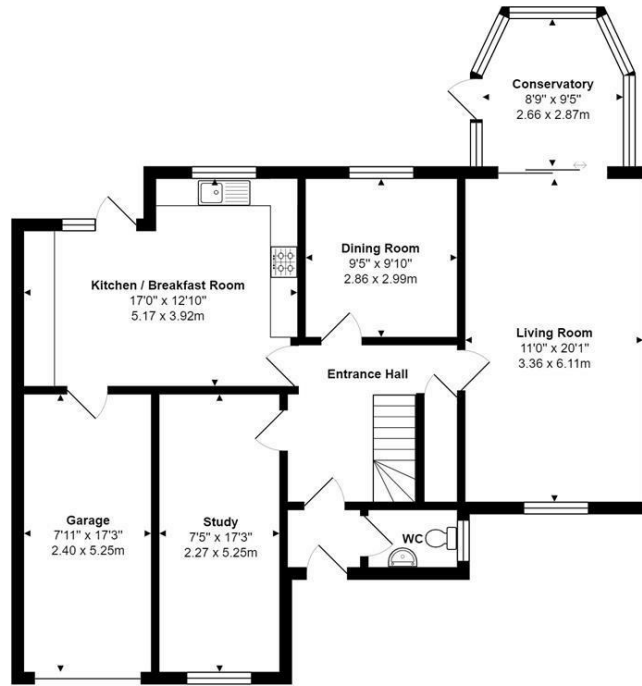 Conservatory
8'9" x 9'5"
2.66 x 2.87m
Dining Room
9'5" x 9'10"
2.86 x 2.99m
Kitchen / Breakfast Room
17'0" x 12'10"
5.17 x 3.92m
Living Room
11'0" x 20'1"
3.36 x 6.11m
Entrance Hall
Garage
7'11" x 17'3"
2.40 x 5.25m
Study
7'5" x 17'3"
2.27 x 5.25m
WC